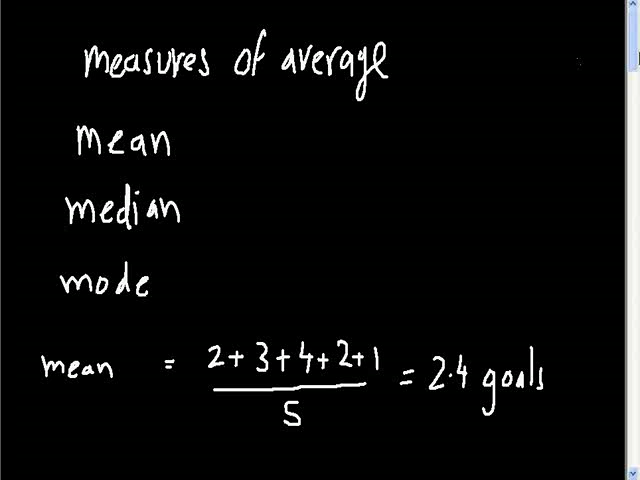 measures of average
mean
median
mode
mean = 2+3+4+2+1 = 2.4 goals
5